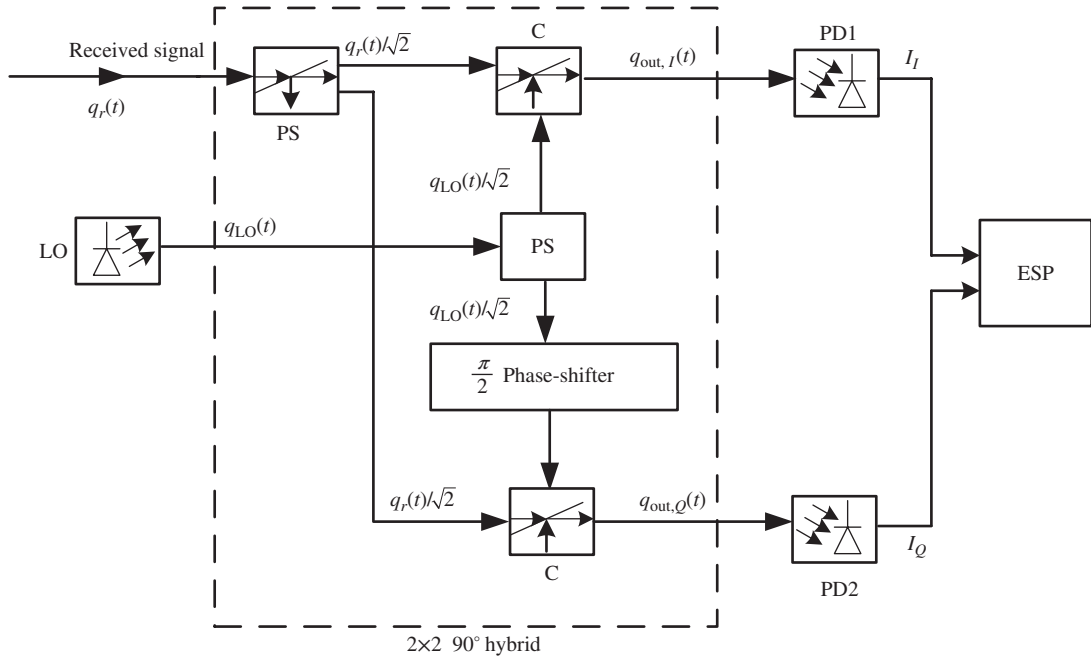 Received signal
q_r(t)
PS
q_r(t)/√2
C
q_out, I(t)
PD1
I_I
q_LO(t)/√2
LO
q_LO(t)
PS
ESP
q_LO(t)/√2
π/2 Phase-shifter
q_r(t)/√2
C
q_out,Q(t)
PD2
I_Q
2×2 90° hybrid